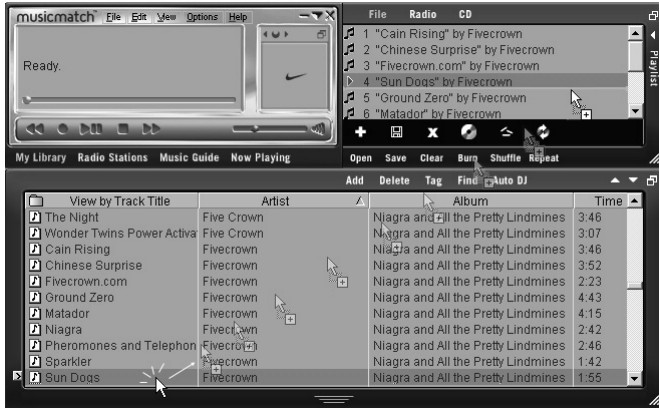 musicmatch File Edit View Options Help
Ready.
My Library Radio Stations Music Guide Now Playing
File Radio CD
1 "Cain Rising" by Fivecrown
2 "Chinese Surprise" by Fivecrown
3 "Fivecrown.com" by Fivecrown
4 "Sun Dogs" by Fivecrown
5 "Ground Zero" by Fivecrown
6 "Matador" by Fivecrown
Playlist
Open Save Clear Burn Shuffle Repeat
Add Delete Tag Find Auto DJ
View by Track Title Artist Album Time
The Night Five Crown Niagra and All the Pretty Lindmines 3:46
Wonder Twins Power Activa Five Crown Niagra and All the Pretty Lindmines 3:07
Cain Rising Fivecrown Niagra and All the Pretty Lindmines 3:46
Chinese Surprise Fivecrown Niagra and All the Pretty Lindmines 3:52
Fivecrown.com Fivecrown Niagra and All the Pretty Lindmines 2:23
Ground Zero Fivecrown Niagra and All the Pretty Lindmines 4:43
Matador Fivecrown Niagra and All the Pretty Lindmines 4:15
Niagra Fivecrown Niagra and All the Pretty Lindmines 2:42
Pheromones and Telephon Fivecrown Niagra and All the Pretty Lindmines 2:46
Sparkler Fivecrown Niagra and All the Pretty Lindmines 1:42
Sun Dogs Fivecrown Niagra and All the Pretty Lindmines 1:55